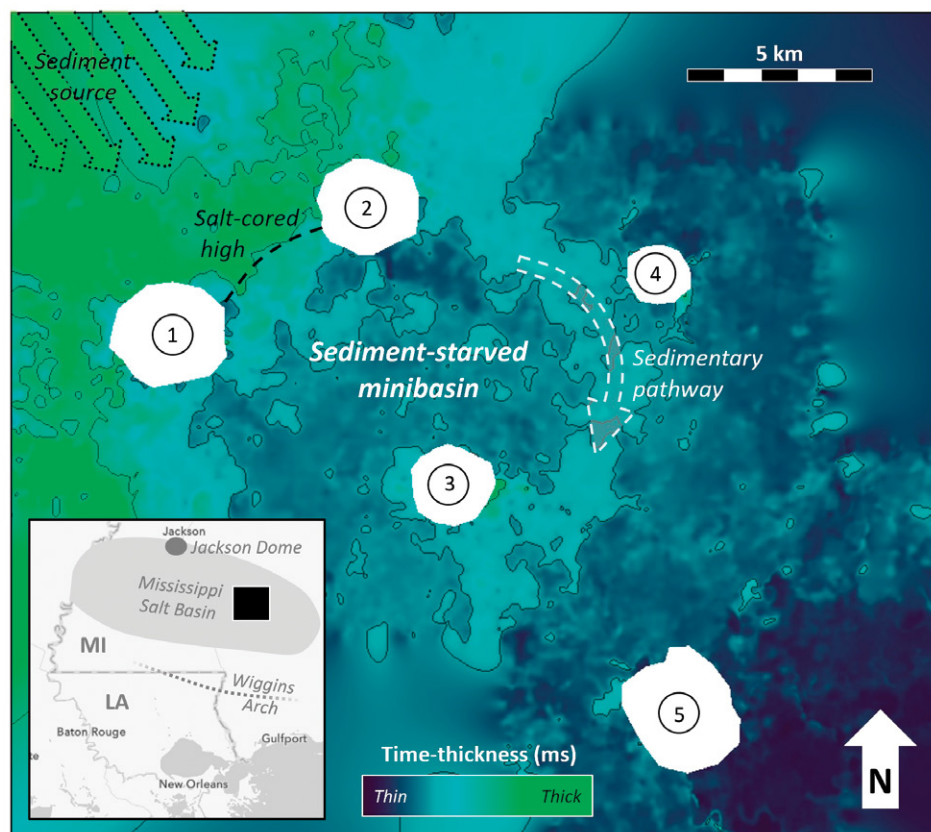 Sediment
source
5 km
2
Salt-cored
high
4
1
Sediment-starved
minibasin
Sedimentary
pathway
3
Jackson
Jackson Dome
Mississippi
Salt Basin
MI
Wiggins
Arch
LA
Baton Rouge
Gulfport
te
New Orleans
5
Time-thickness (ms)
Thin
Thick
N